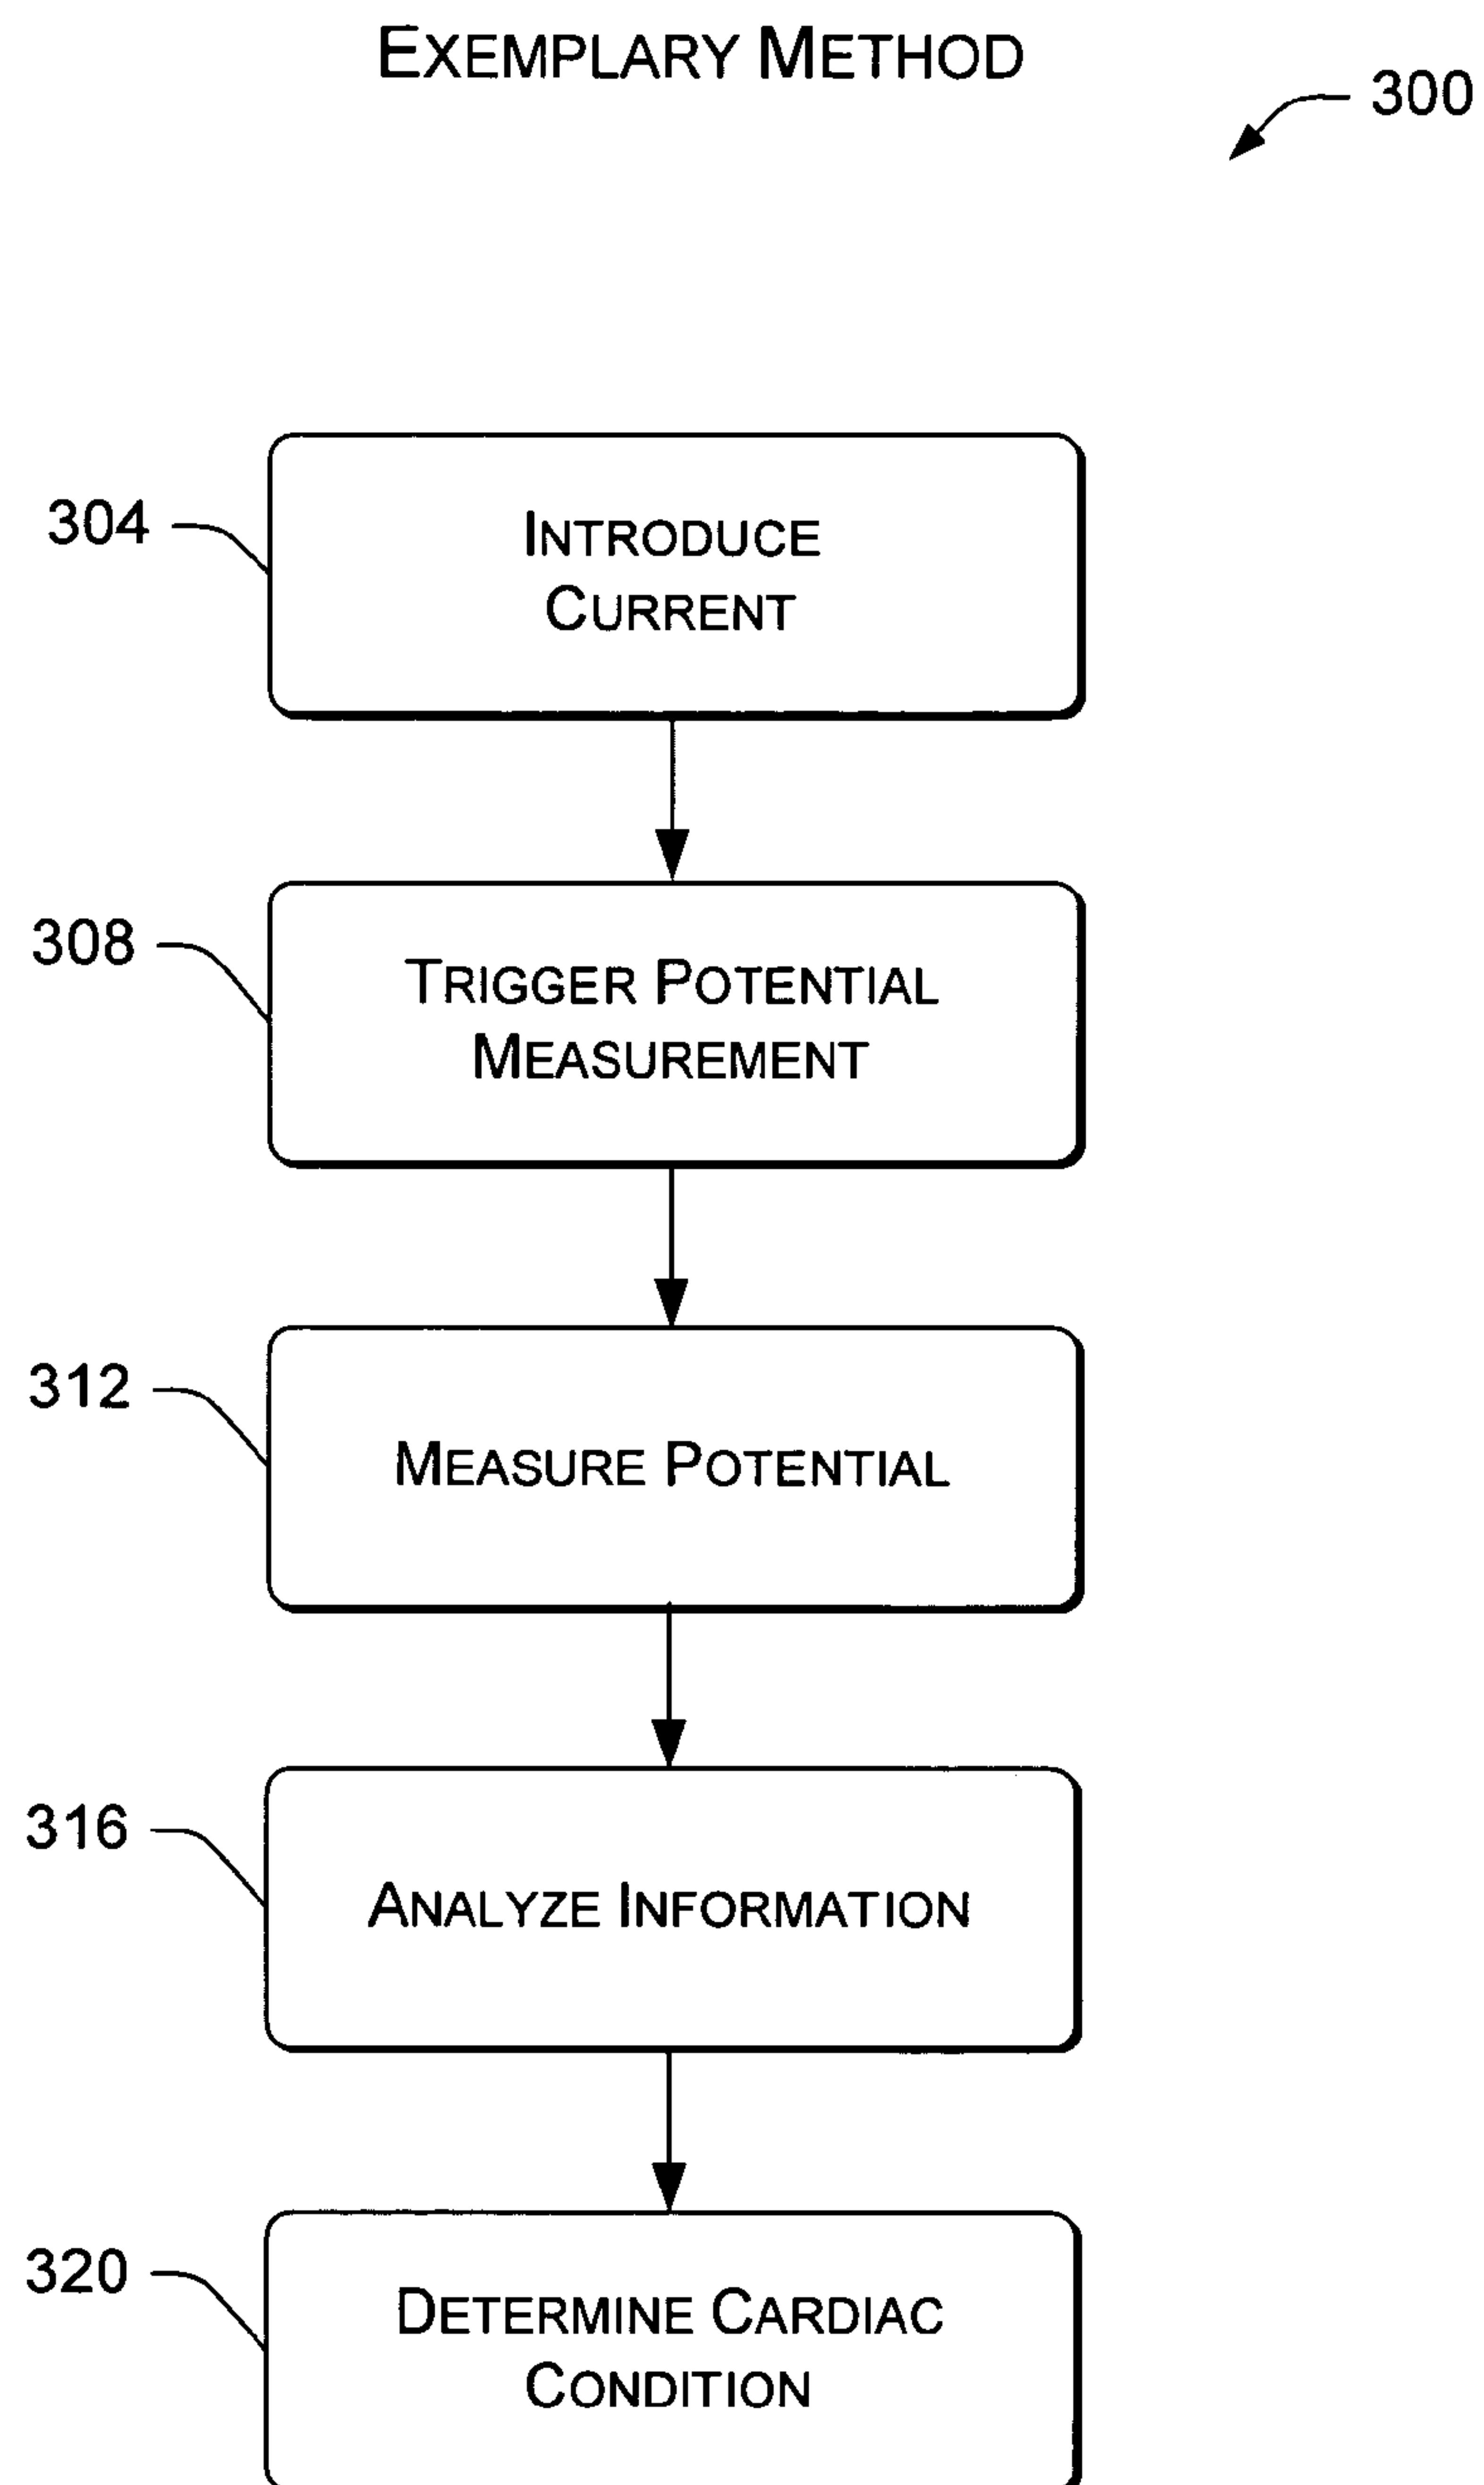 EXEMPLARY METHOD
300
304
INTRODUCE
CURRENT
308
TRIGGER POTENTIAL
MEASUREMENT
312
MEASURE POTENTIAL
316
ANALYZE INFORMATION
320
DETERMINE CARDIAC
CONDITION